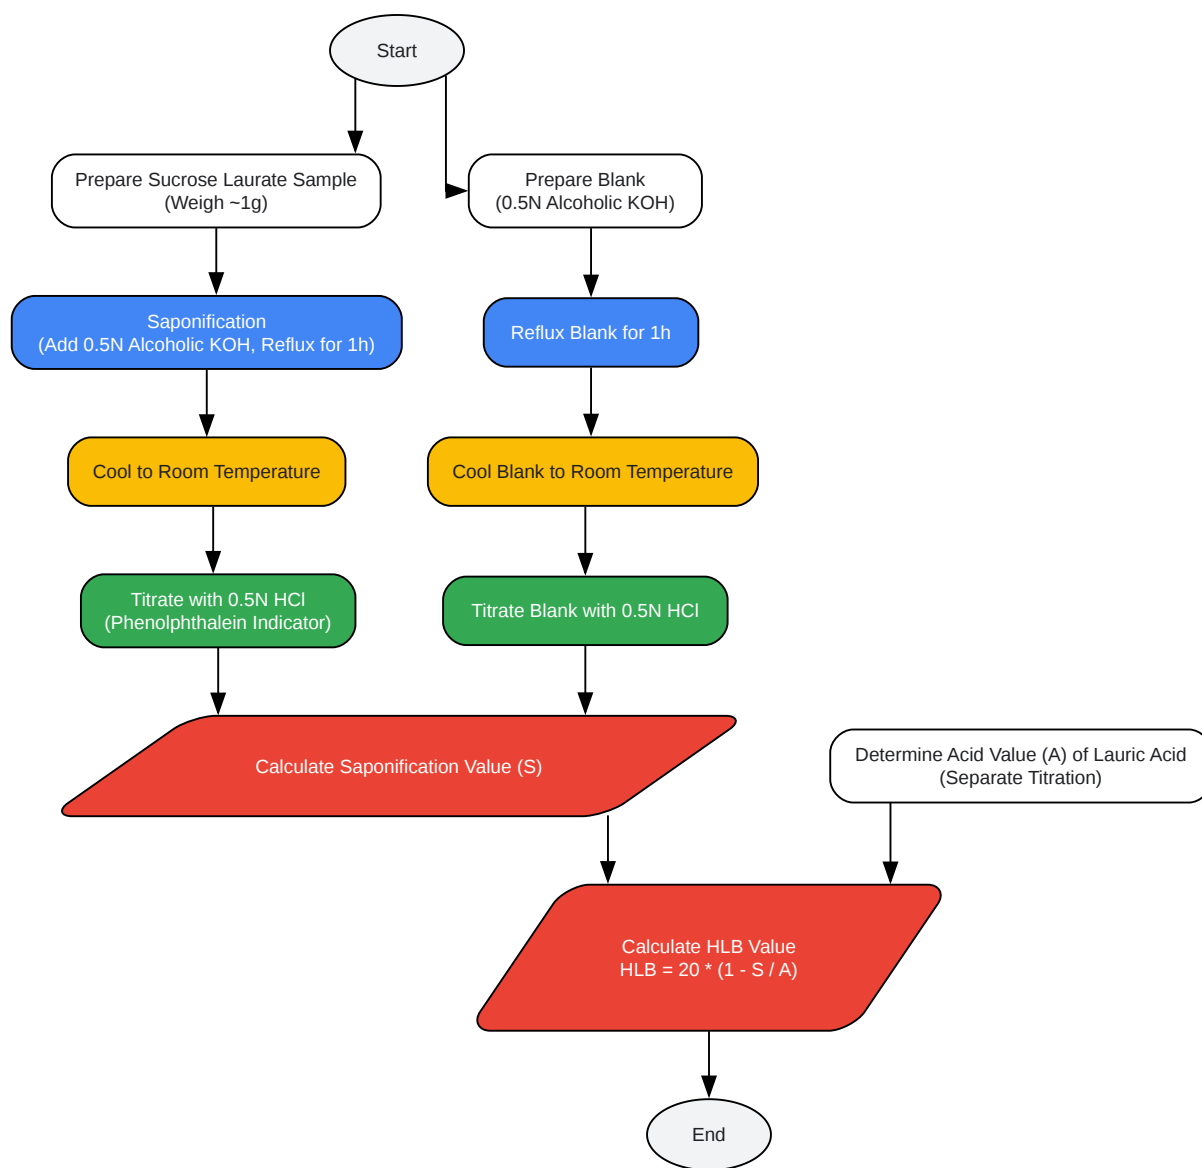 Start
Prepare Sucrose Laurate Sample
(Weigh ~1g)
Prepare Blank
(0.5N Alcoholic KOH)
Saponification
(Add 0.5N Alcoholic KOH, Reflux for 1h)
Reflux Blank for 1h
Cool to Room Temperature
Cool Blank to Room Temperature
Titrate with 0.5N HCl
(Phenolphthalein Indicator)
Titrate Blank with 0.5N HCl
Calculate Saponification Value (S)
Determine Acid Value (A) of Lauric Acid
(Separate Titration)
Calculate HLB Value
HLB = 20 * (1 - S / A)
End